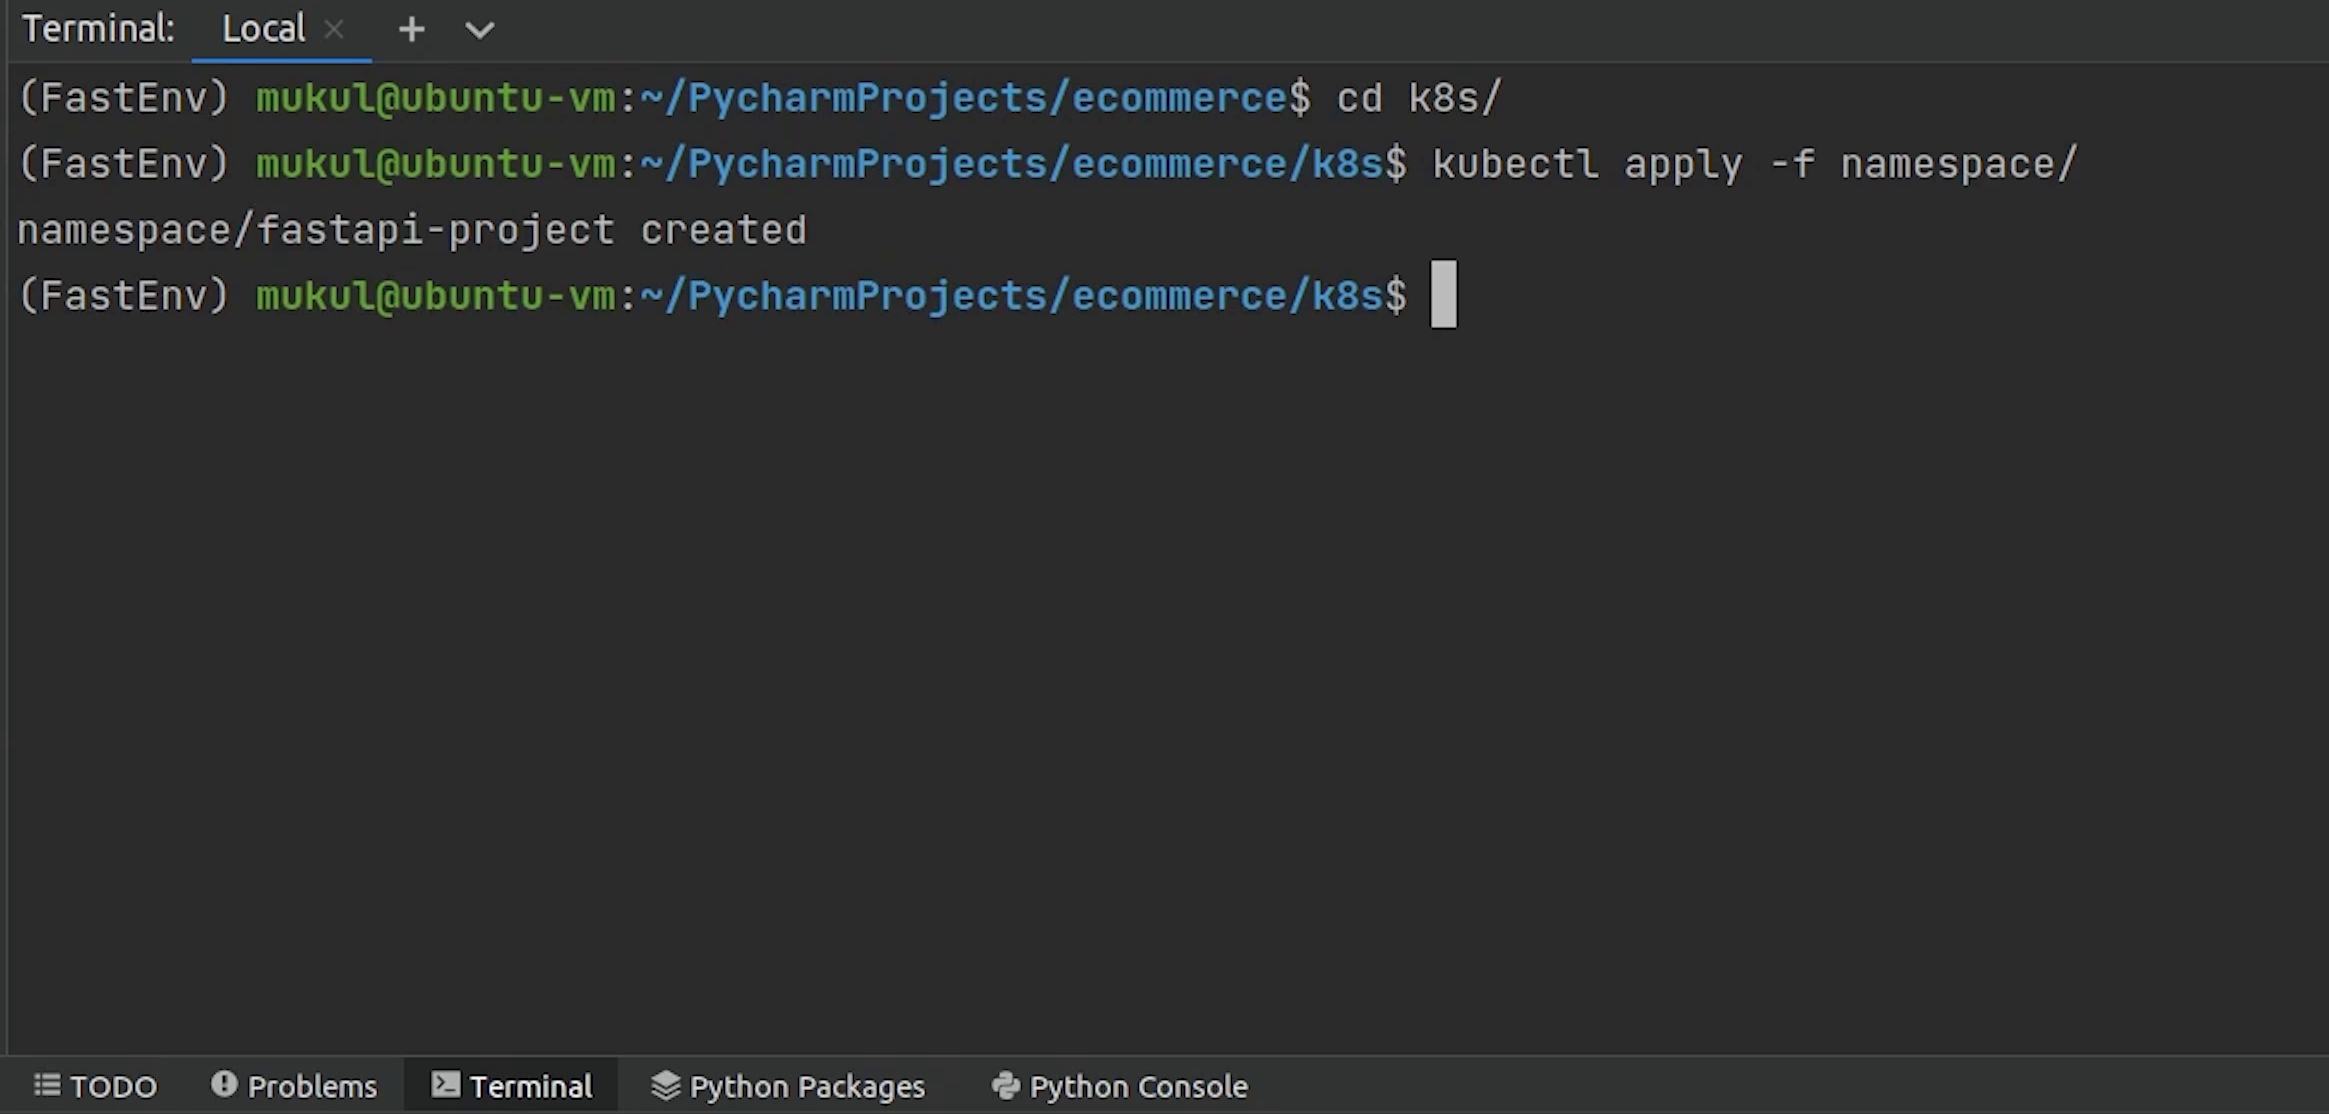 Terminal: Local
(FastEnv) mukul@ubuntu-vm:~/PycharmProjects/ecommerce$ cd k8s/
(FastEnv) mukul@ubuntu-vm:~/PycharmProjects/ecommerce/k8s$ kubectl apply -f namespace/
namespace/fastapi-project created
(FastEnv) mukul@ubuntu-vm:~/PycharmProjects/ecommerce/k8s$
TODO Problems Terminal Python Packages Python Console